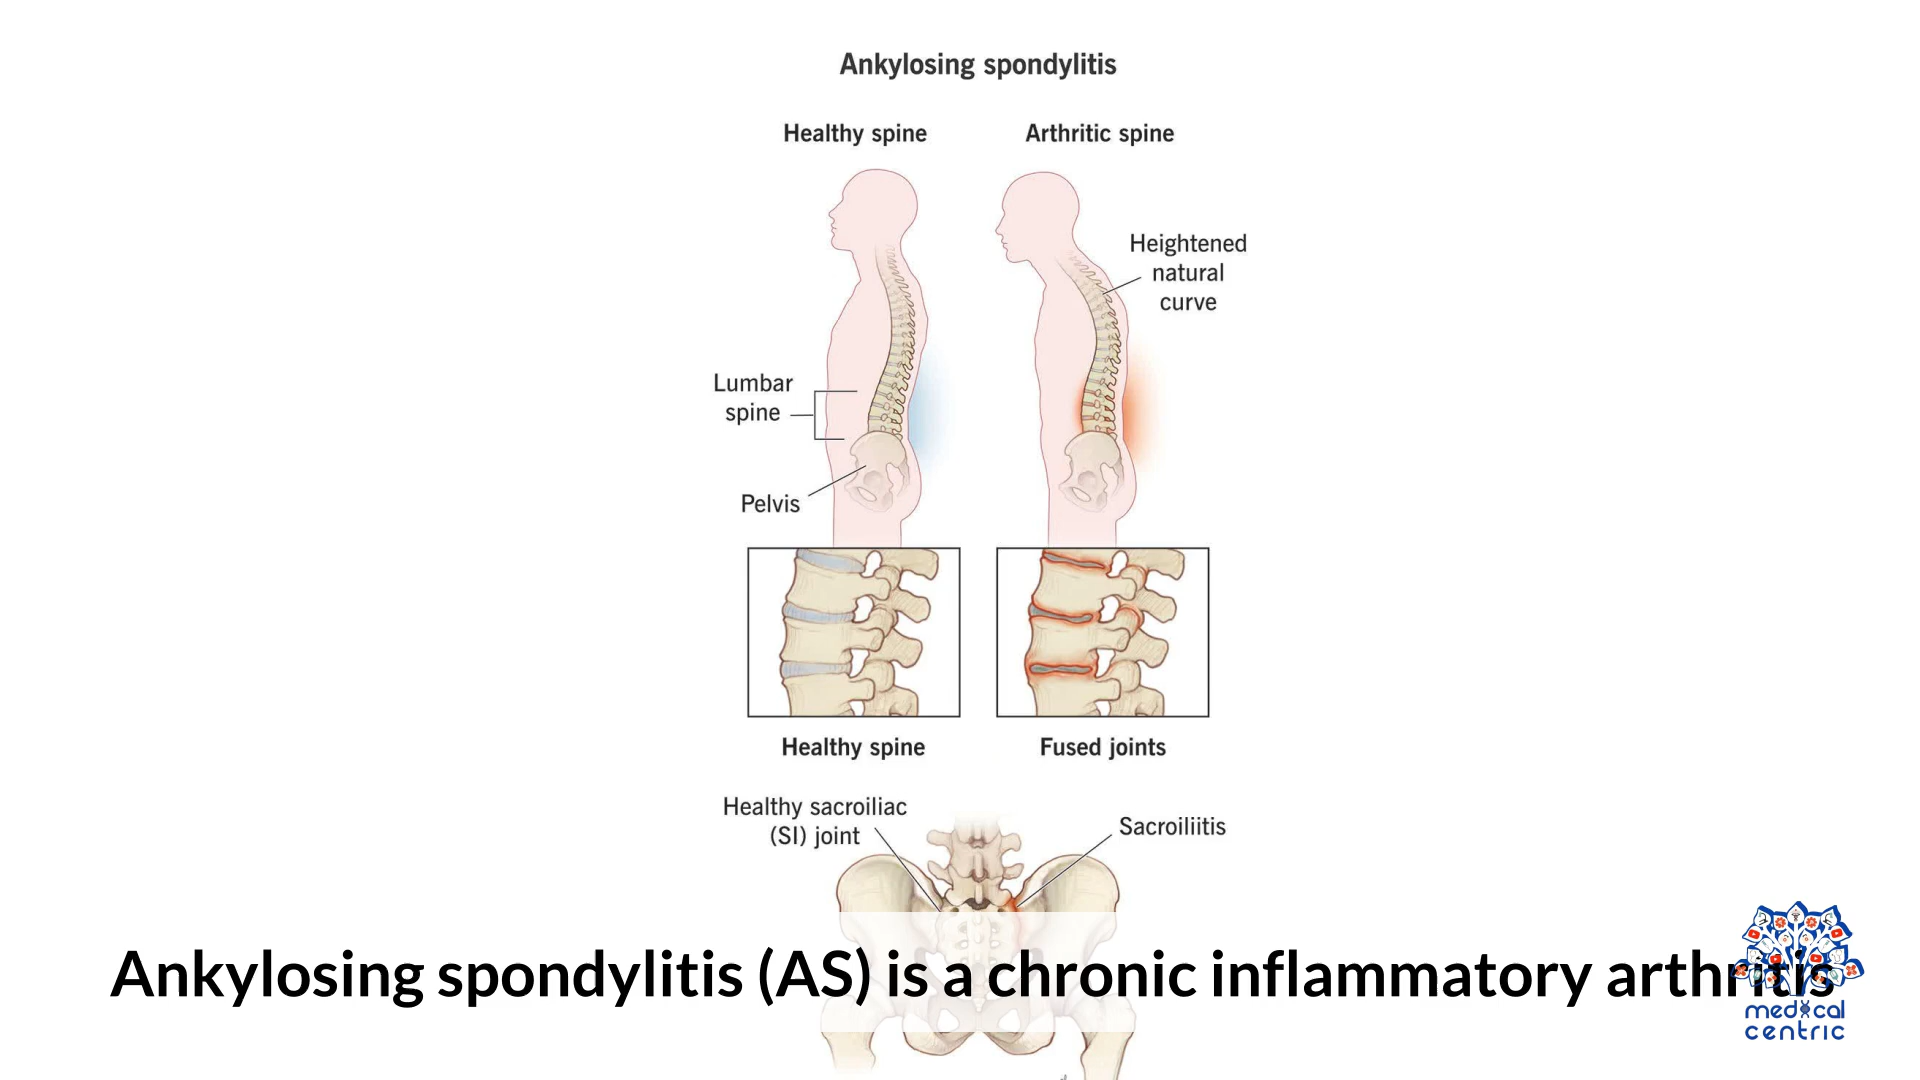 Ankylosing spondylitis
Healthy spine
Arthritic spine
Heightened
natural
curve
Lumbar
spine
Pelvis
Healthy spine
Fused joints
Healthy sacroiliac
(SI) joint
Sacroiliitis
Ankylosing spondylitis (AS) is a chronic inflammatory arthritis
medical
centric